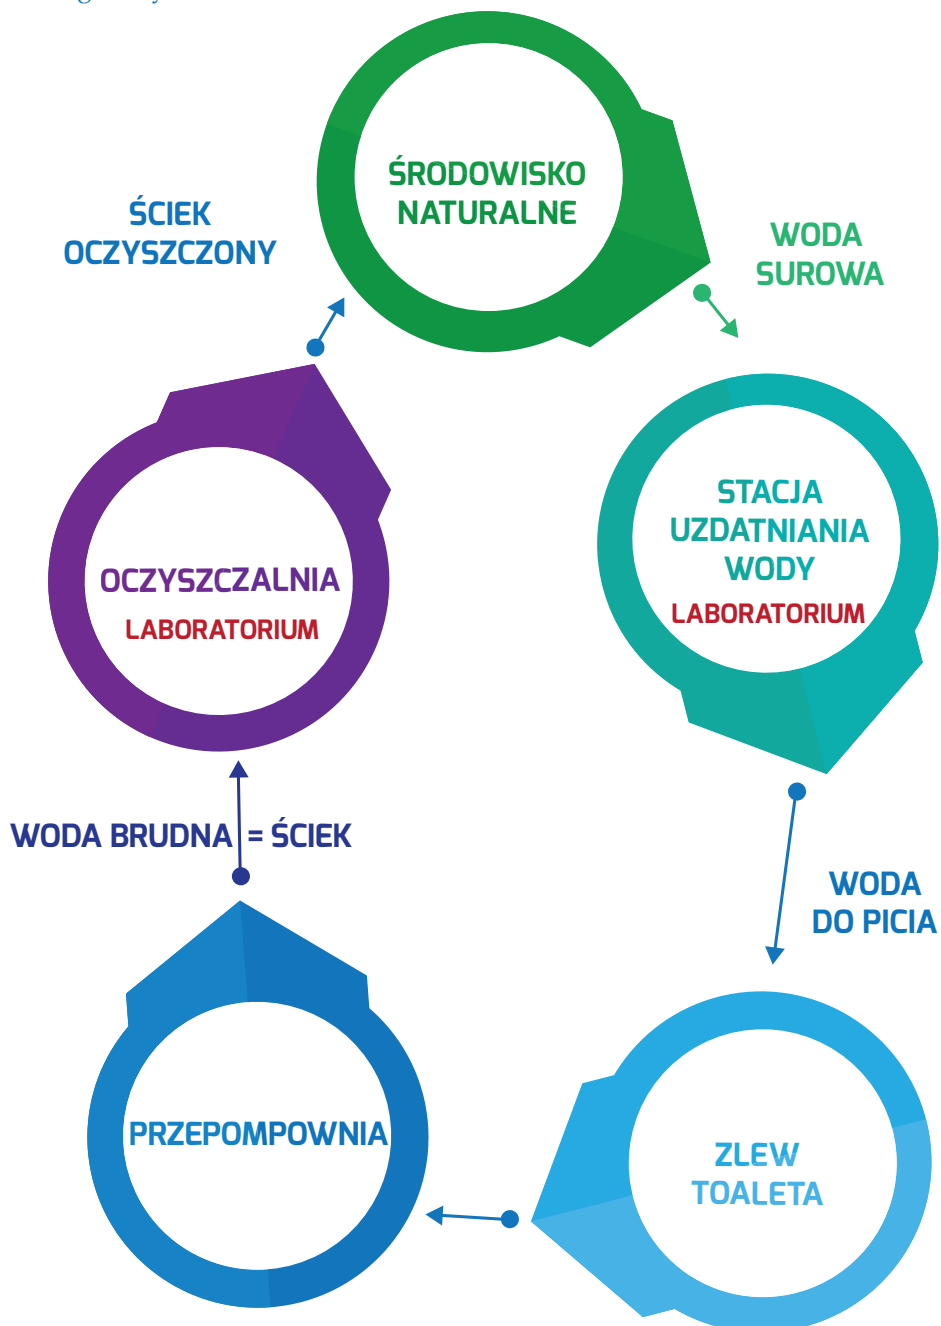 ŚRODOWISKO
NATURALNE
WODA
SUROWA
STACJA
UZDATNIANIA
WODY
LABORATORIUM
WODA
DO PICIA
ZLEW
TOALETA
PRZEPOMPOWNIA
WODA BRUDNA = ŚCIEK
OCZYSZCZALNIA
LABORATORIUM
ŚCIEK
OCZYSZCZONY